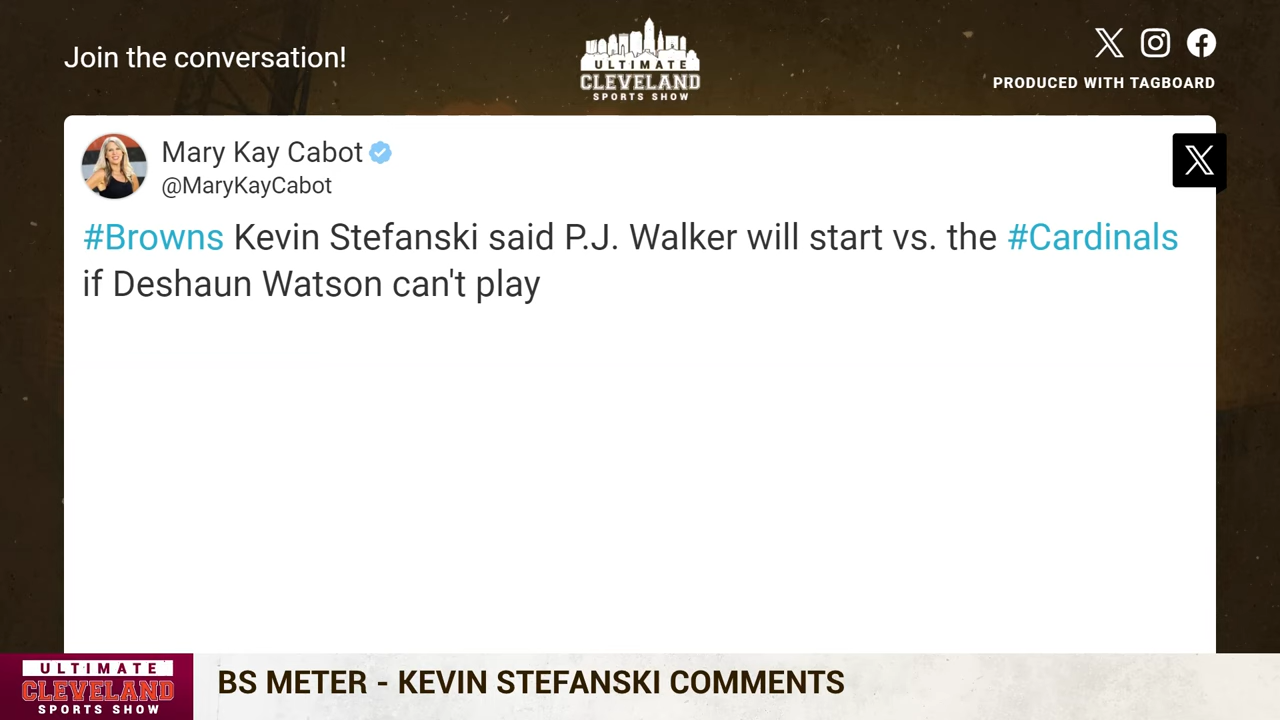 Join the conversation!
ULTIMATE
CLEVELAND
SPORTS SHOW
PRODUCED WITH TAGBOARD
Mary Kay Cabot
@MaryKayCabot
#Browns Kevin Stefanski said P.J. Walker will start vs. the #Cardinals
if Deshaun Watson can't play
ULTIMATE
CLEVELAND
SPORTS SHOW
BS METER - KEVIN STEFANSKI COMMENTS